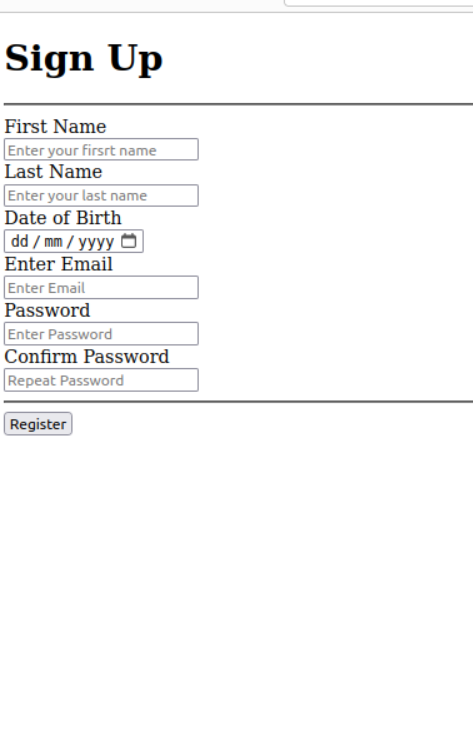 Sign Up
First Name
Enter your firsrt name
Last Name
Enter your last name
Date of Birth
dd / mm / yyyy
Enter Email
Enter Email
Password
Enter Password
Confirm Password
Repeat Password
Register